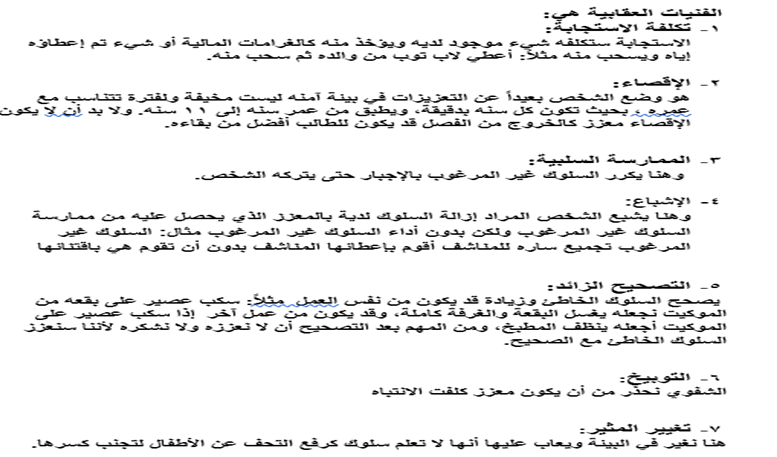 الفنيات العقابية هي:
١- تكلفة الاستجابة:
الاستجابة ستكلفه شيء موجود لديه ويؤخذ منه كالغرامات المالية أو شيء تم إعطاؤه
إياه ويسحب منه مثلاً: أعطي لاب توب من والده ثم سحب منه.
٢- الإقصاء:
هو وضع الشخص بعيداً عن التعزيزات في بيئة آمنه ليست مخيفة ولفترة تتناسب مع
عمره ، بحيث تكون كل سنه بدقيقة، ويطبق من عمر سنه إلى ١١ سنه. ولا بد أن لا يكون
الإقصاء معزز كالخروج من الفصل قد يكون للطالب أفضل من بقاءه.
٣- الممارسة السلبية:
وهنا يكرر السلوك غير المرغوب بالإجبار حتى يتركه الشخص.
٤- الإشباع:
وهنا يشبع الشخص المراد إزالة السلوك لدية بالمعزز الذي يحصل عليه من ممارسة
السلوك غير المرغوب ولكن بدون أداء السلوك غير المرغوب مثال: السلوك غير
المرغوب تجميع ساره للمناشف أقوم بإعطائها المناشف بدون أن تقوم هي باقتنائها
٥- التصحيح الزائد:
يصحح السلوك الخاطئ وزيادة قد يكون من نفس العمل مثلاً: سكب عصير على بقعه من
الموكيت نجعله يغسل البقعة والغرفة كاملة، وقد يكون من عمل آخر إذا سكب عصير على
الموكيت أجعله ينظف المطبخ، ومن المهم بعد التصحيح أن لا نعززه ولا نشكره لأننا سنعزز
السلوك الخاطئ مع الصحيح.
٦- التوبيخ:
الشفوي نحذر من أن يكون معزز كلفت الانتباه
٧- تغيير المثير:
هنا نغير في البيئة ويعاب عليها أنها لا تعلم سلوك كرفع التحف عن الأطفال لتجنب كسرها.